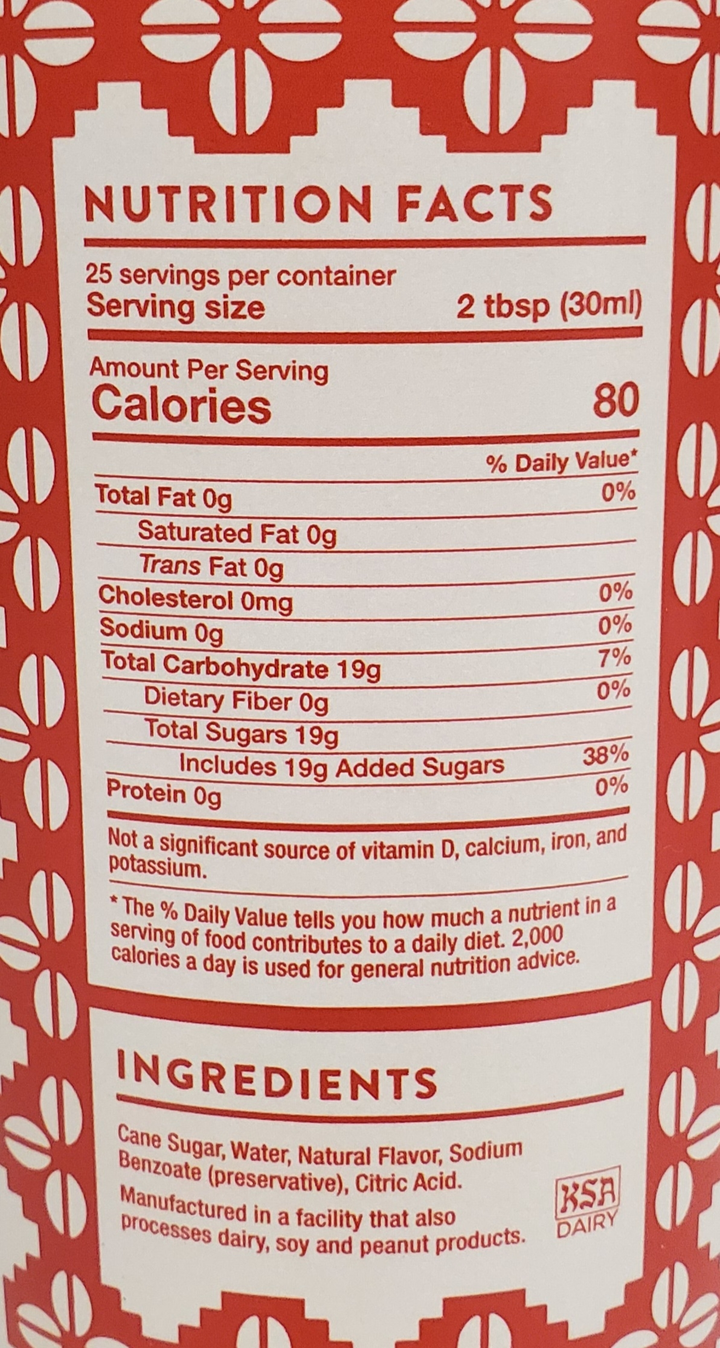 NUTRITION FACTS
25 servings per container
Serving size 2 tbsp (30ml)
Amount Per Serving
Calories 80
% Daily Value*
Total Fat 0g 0%
Saturated Fat 0g
Trans Fat 0g
Cholesterol 0mg 0%
Sodium 0g 0%
Total Carbohydrate 19g 7%
Dietary Fiber 0g 0%
Total Sugars 19g
Includes 19g Added Sugars 38%
Protein 0g 0%
Not a significant source of vitamin D, calcium, iron, and
potassium.
* The % Daily Value tells you how much a nutrient in a
serving of food contributes to a daily diet. 2,000
calories a day is used for general nutrition advice.
INGREDIENTS
Cane Sugar, Water, Natural Flavor, Sodium
Benzoate (preservative), Citric Acid.
Manufactured in a facility that also
processes dairy, soy and peanut products.
KSA
DAIRY